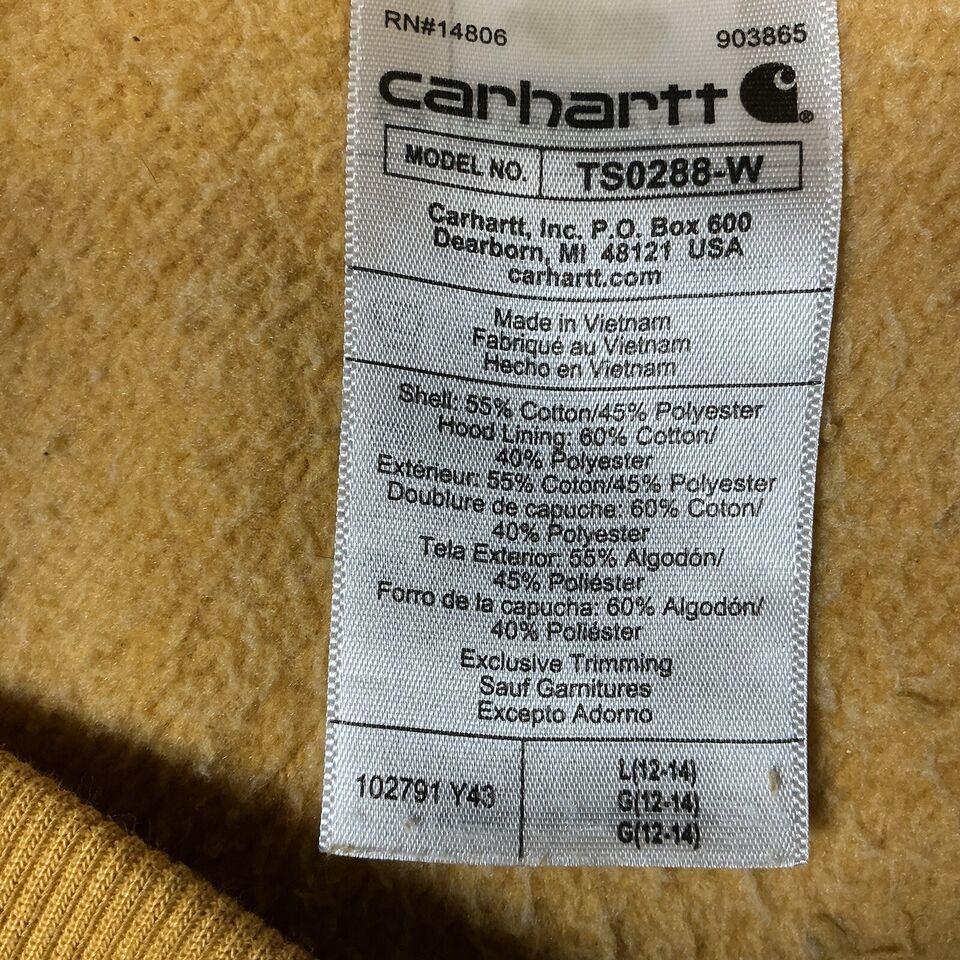 RN#14806 903865
carhartt ®
MODEL NO. TS0288-W
Carhartt, Inc. P.O. Box 600
Dearborn, MI 48121 USA
carhartt.com
Made in Vietnam
Fabriqué au Vietnam
Hecho en Vietnam
Shell: 55% Cotton/45% Polyester
Hood Lining: 60% Cotton/
40% Polyester
Extérieur: 55% Coton/45% Polyester
Doublure de capuche: 60% Coton/
40% Polyester
Tela Exterior: 55% Algodón/
45% Poliéster
Forro de la capucha: 60% Algodón/
40% Poliéster
Exclusive Trimming
Sauf Garnitures
Excepto Adorno
102791 Y43
L(12-14)
G(12-14)
G(12-14)